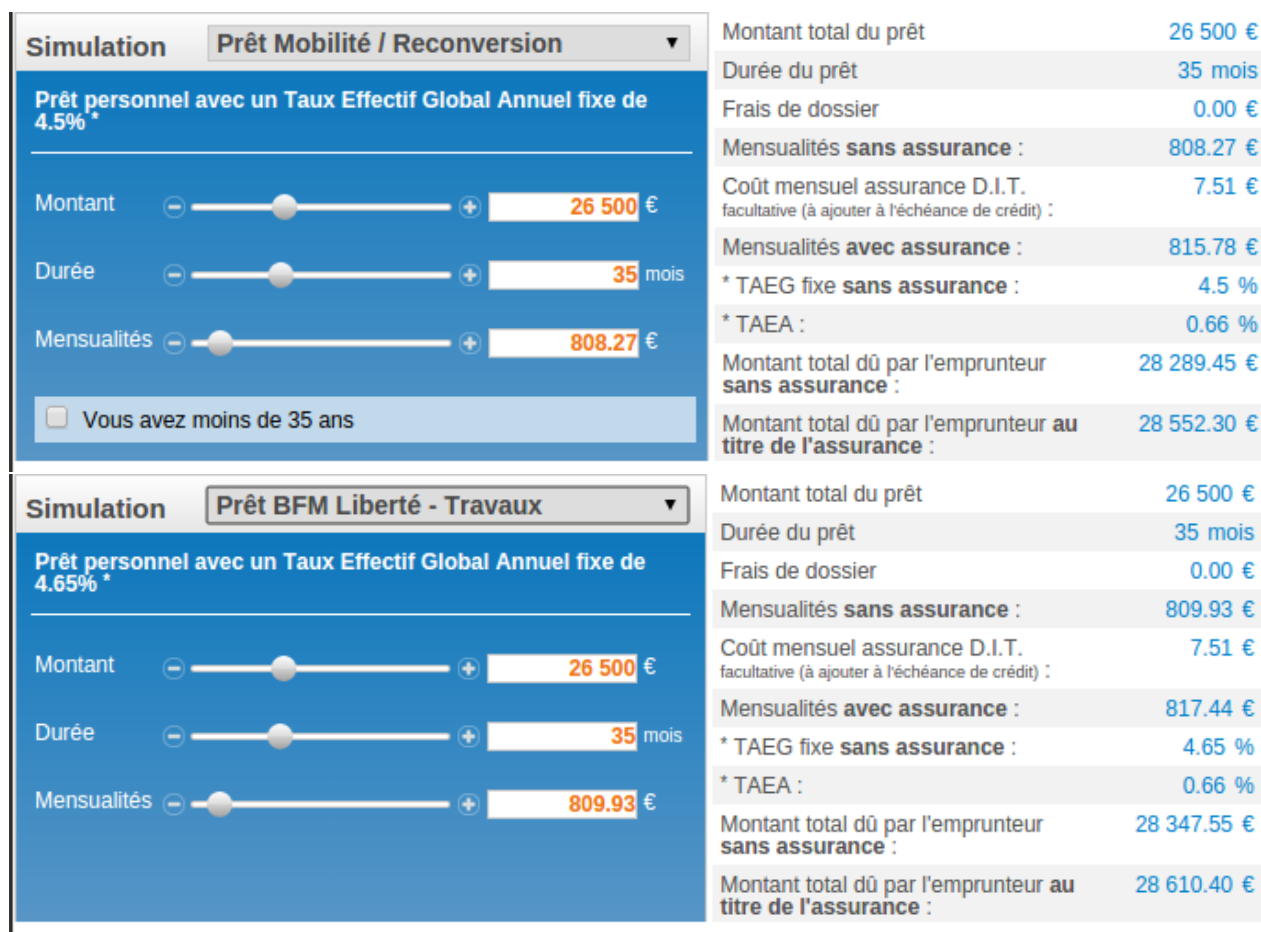 Simulation Prêt Mobilité / Reconversion ▼
Prêt personnel avec un Taux Effectif Global Annuel fixe de
4.5% *
Montant 26 500 €
Durée 35 mois
Mensualités 808.27 €
Vous avez moins de 35 ans
Montant total du prêt 26 500 €
Durée du prêt 35 mois
Frais de dossier 0.00 €
Mensualités sans assurance : 808.27 €
Coût mensuel assurance D.I.T. 7.51 €
facultative (à ajouter à l'échéance de crédit) :
Mensualités avec assurance : 815.78 €
* TAEG fixe sans assurance : 4.5 %
* TAEA : 0.66 %
Montant total dû par l'emprunteur 28 289.45 €
sans assurance :
Montant total dû par l'emprunteur au 28 552.30 €
titre de l'assurance :
Simulation Prêt BFM Liberté - Travaux ▼
Prêt personnel avec un Taux Effectif Global Annuel fixe de
4.65% *
Montant 26 500 €
Durée 35 mois
Mensualités 809.93 €
Montant total du prêt 26 500 €
Durée du prêt 35 mois
Frais de dossier 0.00 €
Mensualités sans assurance : 809.93 €
Coût mensuel assurance D.I.T. 7.51 €
facultative (à ajouter à l'échéance de crédit) :
Mensualités avec assurance : 817.44 €
* TAEG fixe sans assurance : 4.65 %
* TAEA : 0.66 %
Montant total dû par l'emprunteur 28 347.55 €
sans assurance :
Montant total dû par l'emprunteur au 28 610.40 €
titre de l'assurance :